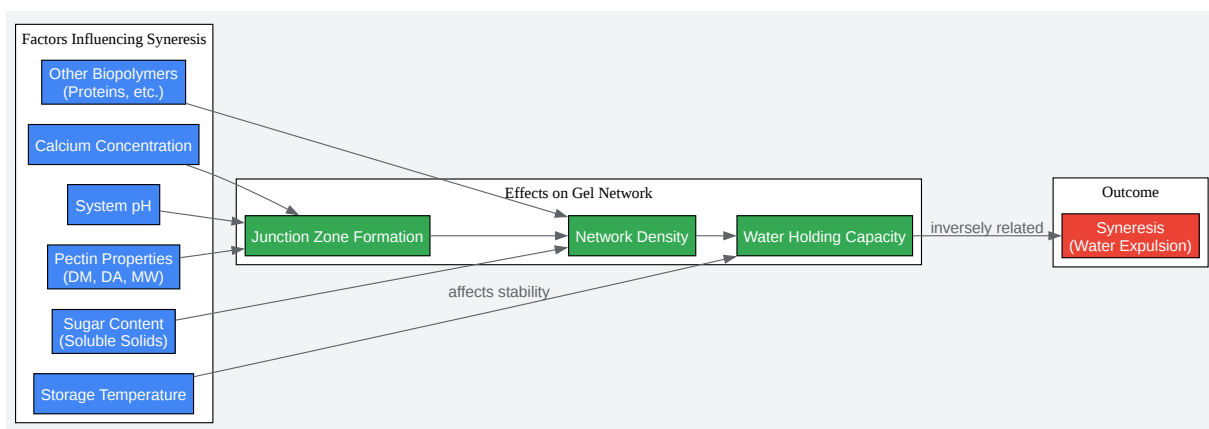 Factors Influencing Syneresis
Other Biopolymers
(Proteins, etc.)
Calcium Concentration
System pH
Pectin Properties
(DM, DA, MW)
Sugar Content
(Soluble Solids)
Storage Temperature
Effects on Gel Network
Junction Zone Formation
Network Density
Water Holding Capacity
affects stability
inversely related
Outcome
Syneresis
(Water Expulsion)